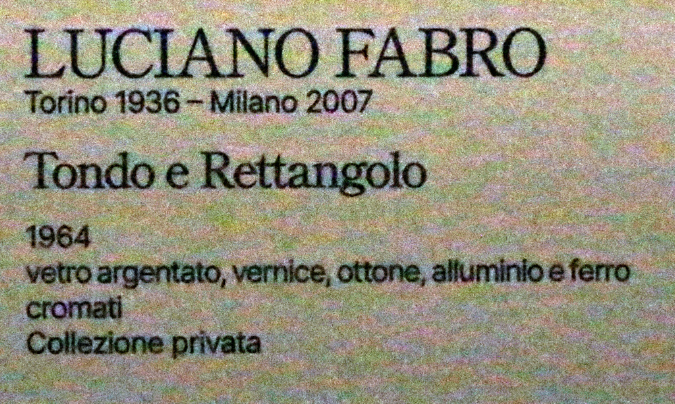 LUCIANO FABRO
Torino 1936 – Milano 2007
Tondo e Rettangolo
1964
vetro argentato, vernice, ottone, alluminio e ferro
cromati
Collezione privata